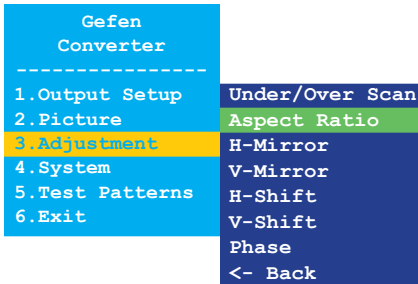 Gefen
Converter
----------------
1.Output Setup
2.Picture
3.Adjustment
4.System
5.Test Patterns
6.Exit
Under/Over Scan
Aspect Ratio
H-Mirror
V-Mirror
H-Shift
V-Shift
Phase
<- Back